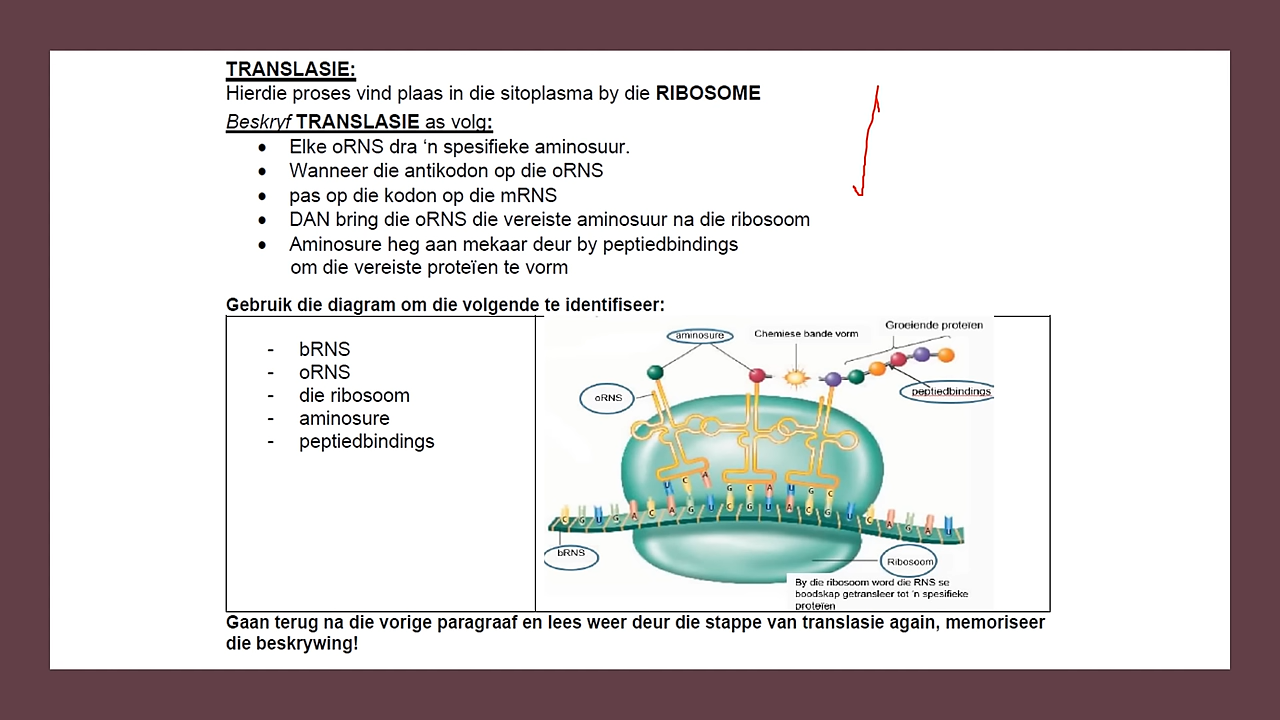 TRANSLASIE:
Hierdie proses vind plaas in die sitoplasma by die RIBOSOME
Beskryf TRANSLASIE as volg:
• Elke oRNS dra ‘n spesifieke aminosuur.
• Wanneer die antikodon op die oRNS
• pas op die kodon op die mRNS
• DAN bring die oRNS die vereiste aminosuur na die ribosoom
• Aminosure heg aan mekaar deur by peptiedbindings
om die vereiste proteïen te vorm
Gebruik die diagram om die volgende te identifiseer:
- bRNS
- oRNS
- die ribosoom
- aminosure
- peptiedbindings
aminosure
Chemiese bande vorm
Groeiende proteïen
peptiedbindings
oRNS
U C A G C A U G C
C G U G A C A G U C G U A C G U C A G A U
bRNS
Ribosoom
By die ribosoom word die RNS se
boodskap getransleer tot 'n spesifieke
proteïen
Gaan terug na die vorige paragraaf en lees weer deur die stappe van translasie again, memoriseer
die beskrywing!